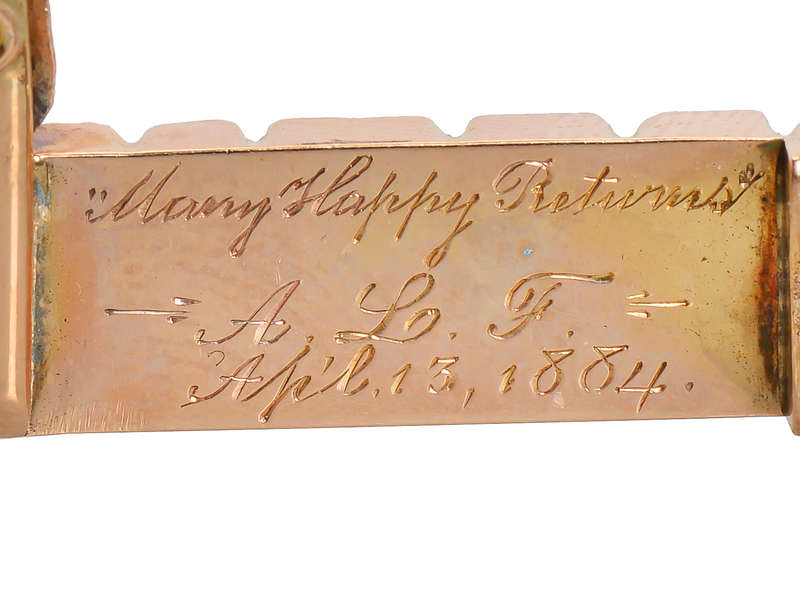 "Many Happy Returns"
A. L. F.
Apl. 13, 1884.